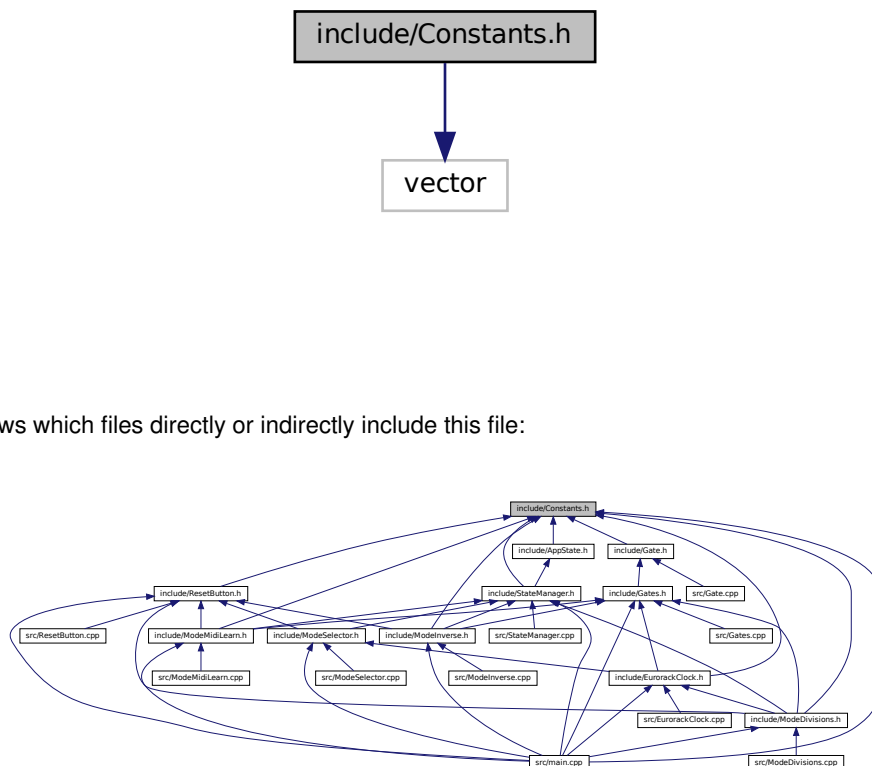 include/Constants.h
vector
ws which files directly or indirectly include this file:
include/Constants.h
include/AppState.h
include/Gate.h
include/ResetButton.h
include/StateManager.h
include/Gates.h
src/Gate.cpp
src/ResetButton.cpp
include/ModeMidiLearn.h
include/ModeSelector.h
include/ModeInverse.h
src/StateManager.cpp
src/Gates.cpp
src/ModeMidiLearn.cpp
src/ModeSelector.cpp
src/ModeInverse.cpp
include/EurorackClock.h
src/EurorackClock.cpp
include/ModeDivisions.h
src/main.cpp
src/ModeDivisions.cpp